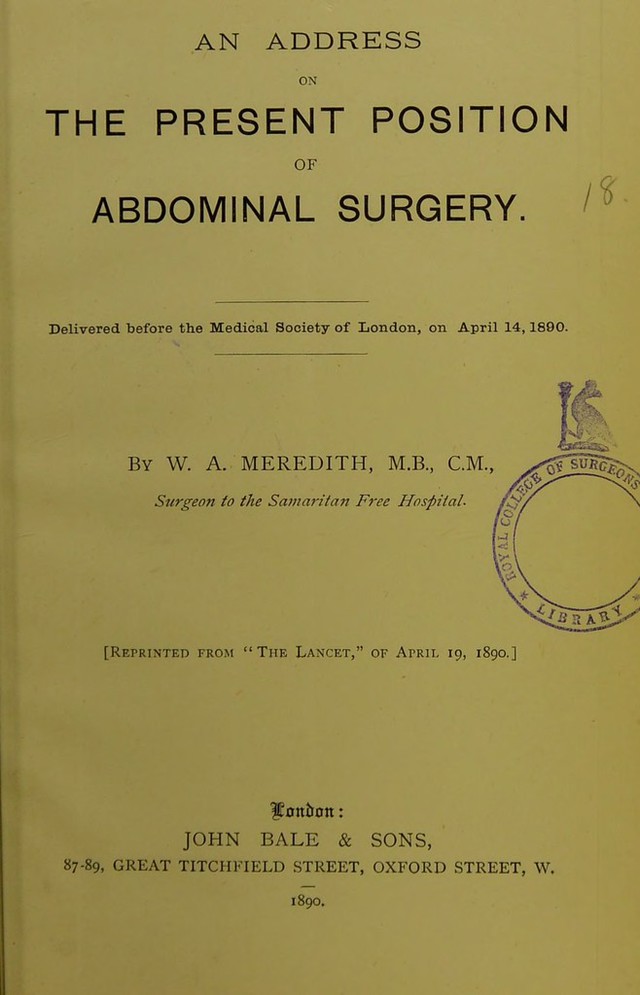 AN ADDRESS
ON
THE PRESENT POSITION
OF
ABDOMINAL SURGERY.
18.
Delivered before the Medical Society of London, on April 14, 1890.
BY W. A. MEREDITH, M.B., C.M.,
Surgeon to the Samaritan Free Hospital.
ROYAL COLLEGE OF SURGEONS
* LIBRARY *
[REPRINTED FROM "THE LANCET," OF APRIL 19, 1890.]
London:
JOHN BALE & SONS,
87-89, GREAT TITCHFIELD STREET, OXFORD STREET, W.
1890.